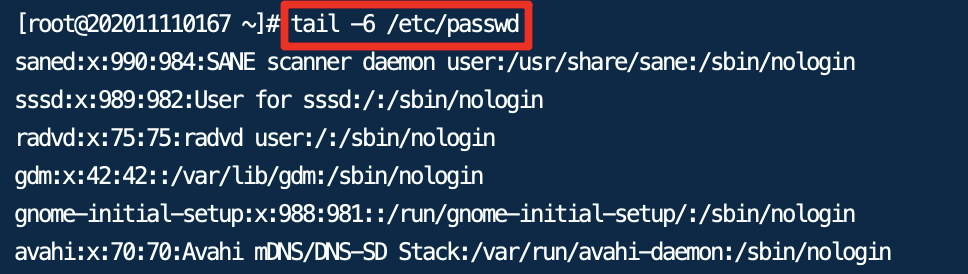 [root@202011110167 ~]# tail -6 /etc/passwd
saned:x:990:984:SANE scanner daemon user:/usr/share/sane:/sbin/nologin
sssd:x:989:982:User for sssd:/:/sbin/nologin
radvd:x:75:75:radvd user:/:/sbin/nologin
gdm:x:42:42::/var/lib/gdm:/sbin/nologin
gnome-initial-setup:x:988:981::/run/gnome-initial-setup/:/sbin/nologin
avahi:x:70:70:Avahi mDNS/DNS-SD Stack:/var/run/avahi-daemon:/sbin/nologin